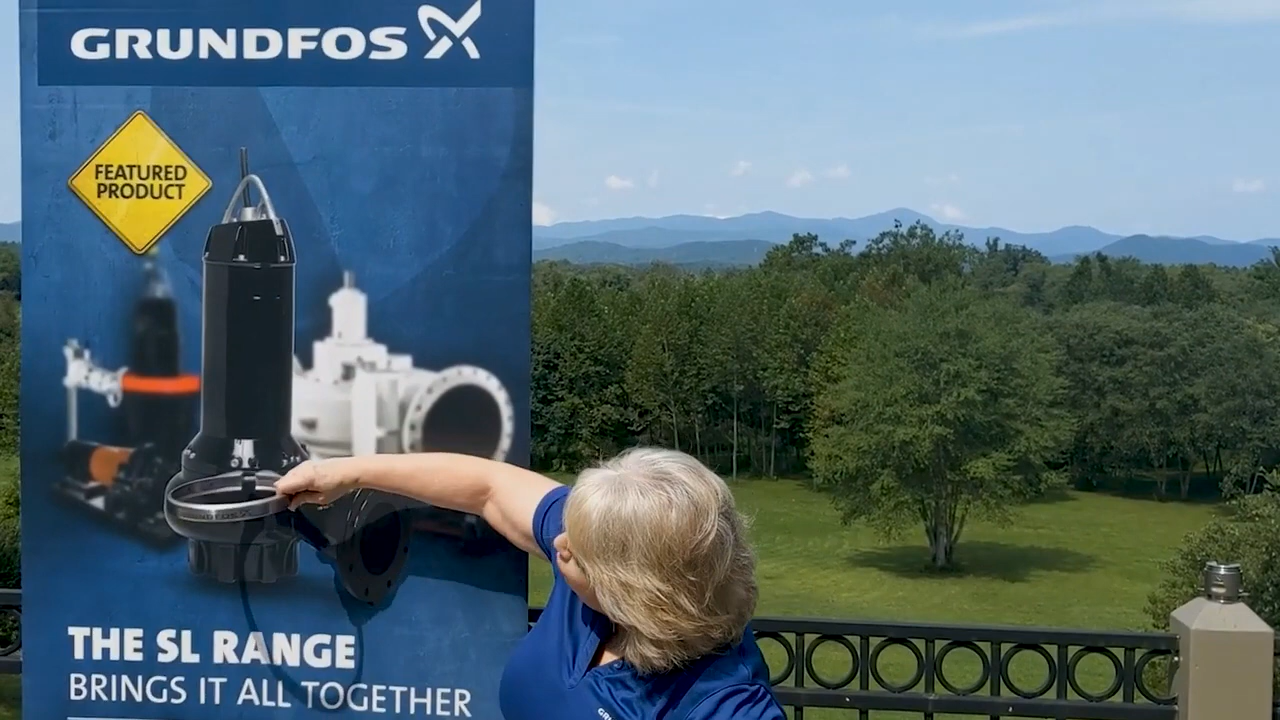 GRUNDFOS
FEATURED
PRODUCT
THE SL RANGE
BRINGS IT ALL TOGETHER